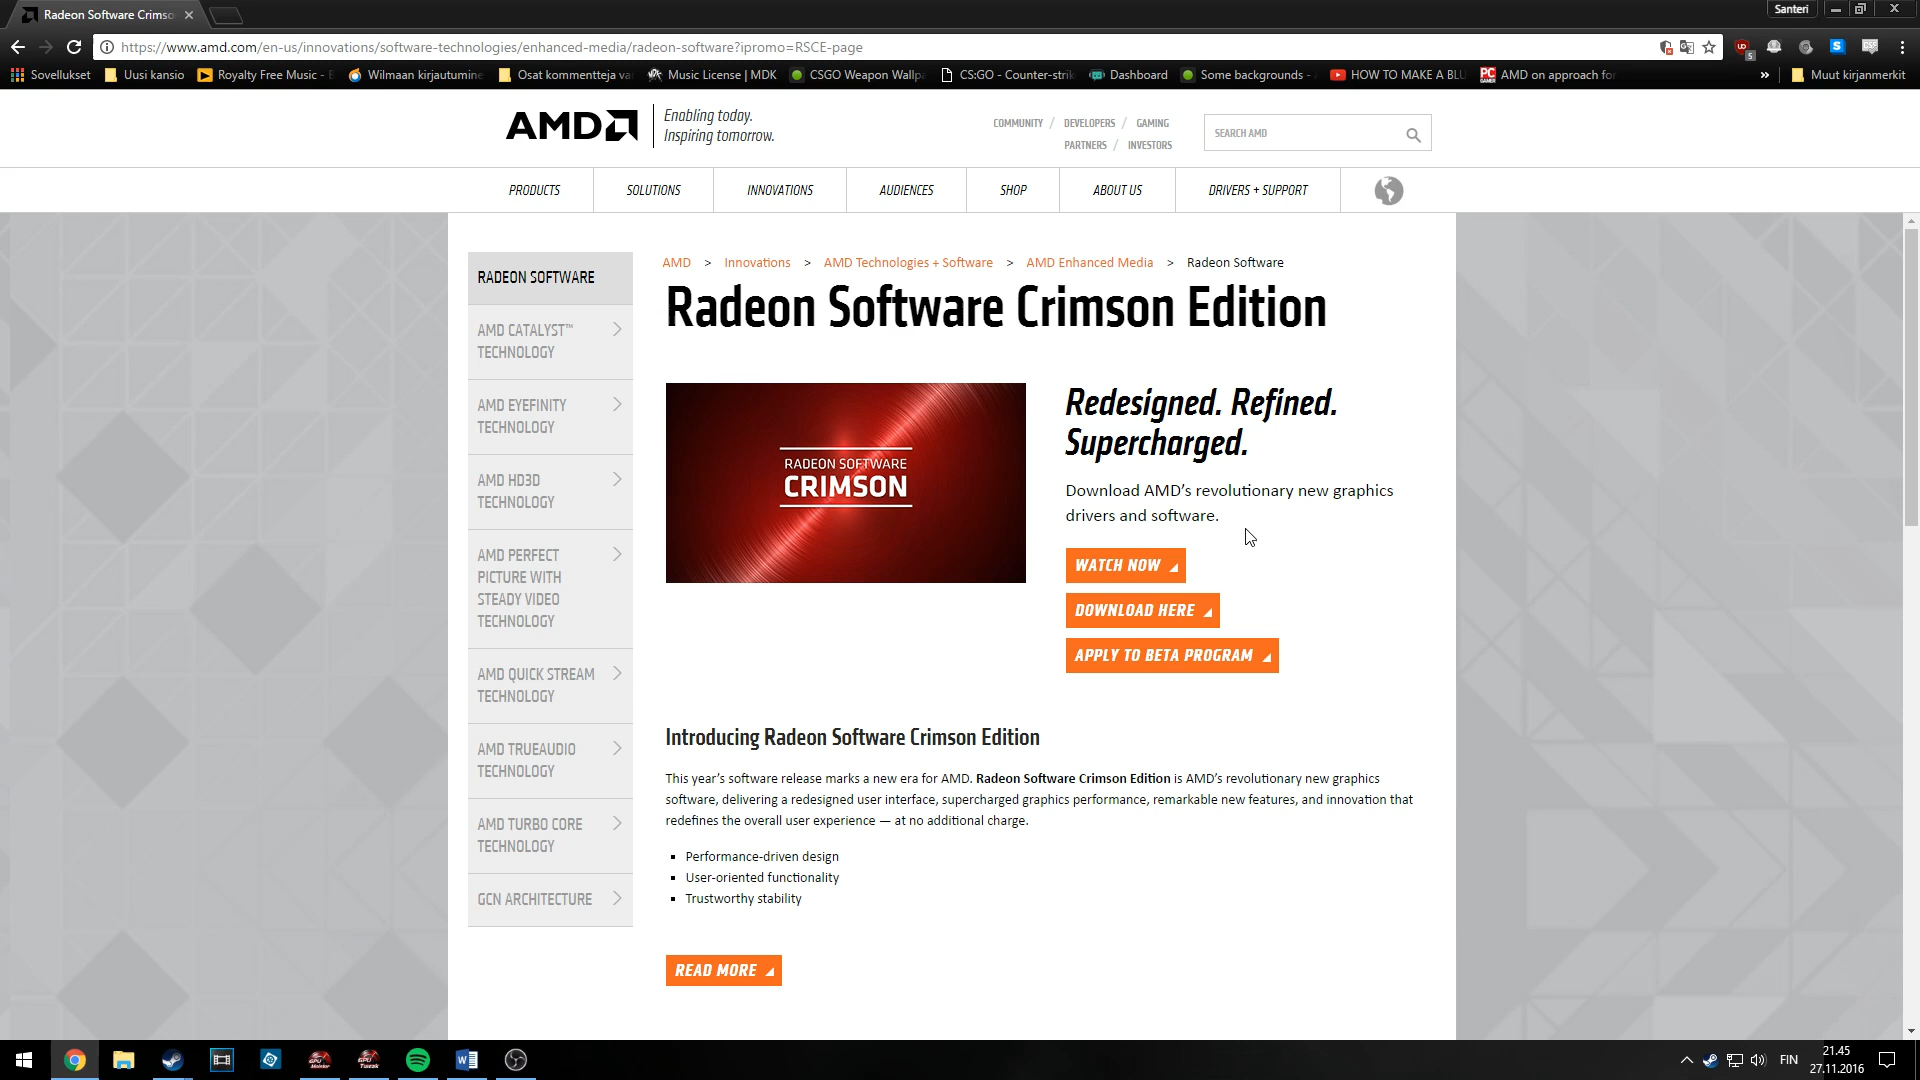 Radeon Software Crimso
Santeri
https://www.amd.com/en-us/innovations/software-technologies/enhanced-media/radeon-software?ipromo=RSCE-page
Sovellukset
Uusi kansio
Royalty Free Music -
Wilmaan kirjautumine
Osat kommentteja va
Music License | MDK
CSGO Weapon Wallpa
CS:GO - Counter-strik
Dashboard
Some backgrounds -
HOW TO MAKE A BLU
AMD on approach for
»
Muut kirjanmerkit
AMD
Enabling today.
Inspiring tomorrow.
COMMUNITY / DEVELOPERS / GAMING
PARTNERS / INVESTORS
SEARCH AMD
PRODUCTS
SOLUTIONS
INNOVATIONS
AUDIENCES
SHOP
ABOUT US
DRIVERS + SUPPORT
RADEON SOFTWARE
AMD CATALYST™
TECHNOLOGY
AMD EYEFINITY
TECHNOLOGY
AMD HD3D
TECHNOLOGY
AMD PERFECT
PICTURE WITH
STEADY VIDEO
TECHNOLOGY
AMD QUICK STREAM
TECHNOLOGY
AMD TRUEAUDIO
TECHNOLOGY
AMD TURBO CORE
TECHNOLOGY
GCN ARCHITECTURE
AMD > Innovations > AMD Technologies + Software > AMD Enhanced Media > Radeon Software
Radeon Software Crimson Edition
RADEON SOFTWARE
CRIMSON
Redesigned. Refined.
Supercharged.
Download AMD's revolutionary new graphics
drivers and software.
WATCH NOW
DOWNLOAD HERE
APPLY TO BETA PROGRAM
Introducing Radeon Software Crimson Edition
This year's software release marks a new era for AMD. Radeon Software Crimson Edition is AMD's revolutionary new graphics
software, delivering a redesigned user interface, supercharged graphics performance, remarkable new features, and innovation that
redefines the overall user experience — at no additional charge.
▪ Performance-driven design
▪ User-oriented functionality
▪ Trustworthy stability
READ MORE
FIN
21.45
27.11.2016